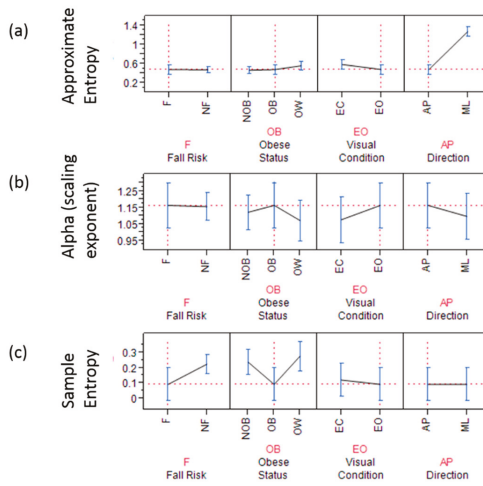 (a)
Approximate
Entropy
1.4
1
0.6
0.2
F
NF
NOB
OB
OW
EC
EO
AP
ML
F
Fall Risk
OB
Obese
Status
EO
Visual
Condition
AP
Direction
(b)
Alpha (scaling
exponent)
1.25
1.15
1.05
0.95
F
NF
NOB
OB
OW
EC
EO
AP
ML
F
Fall Risk
OB
Obese
Status
EO
Visual
Condition
AP
Direction
(c)
Sample
Entropy
0.3
0.2
0.1
0
F
NF
NOB
OB
OW
EC
EO
AP
ML
F
Fall Risk
OB
Obese
Status
EO
Visual
Condition
AP
Direction